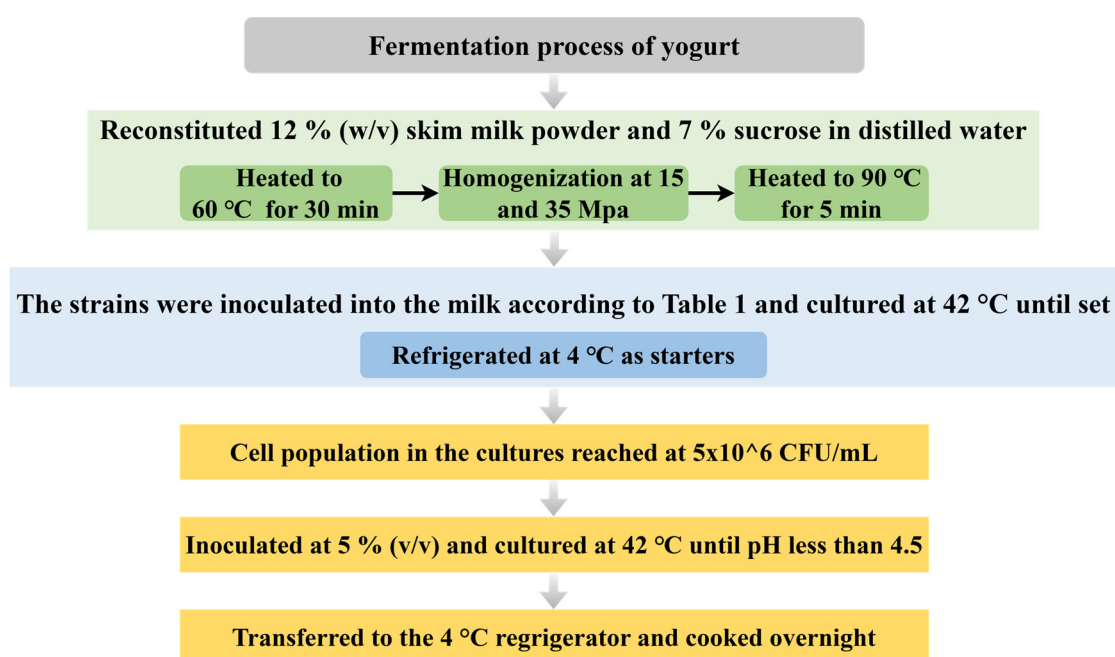 Fermentation process of yogurt
Reconstituted 12 % (w/v) skim milk powder and 7 % sucrose in distilled water
Heated to
60 ℃ for 30 min
Homogenization at 15
and 35 Mpa
Heated to 90 ℃
for 5 min
The strains were inoculated into the milk according to Table 1 and cultured at 42 ℃ until set
Refrigerated at 4 ℃ as starters
Cell population in the cultures reached at 5x10^6 CFU/mL
Inoculated at 5 % (v/v) and cultured at 42 ℃ until pH less than 4.5
Transferred to the 4 ℃ regrigerator and cooked overnight